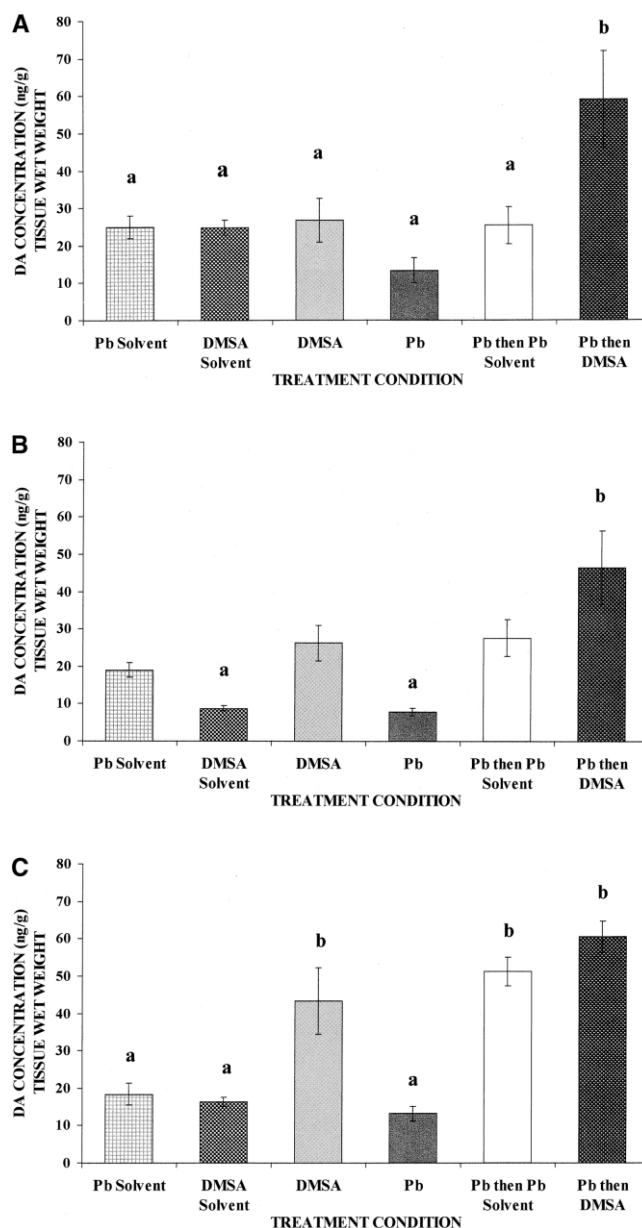 A
DA CONCENTRATION (ng/g)
TISSUE WET WEIGHT
80
70
60
50
40
30
20
10
0
a
a
a
a
a
b
Pb Solvent
DMSA
Solvent
DMSA
Pb
Pb then Pb
Solvent
Pb then
DMSA
TREATMENT CONDITION
B
DA CONCENTRATION (ng/g)
TISSUE WET WEIGHT
80
70
60
50
40
30
20
10
0
a
a
b
Pb Solvent
DMSA
Solvent
DMSA
Pb
Pb then Pb
Solvent
Pb then
DMSA
TREATMENT CONDITION
C
DA CONCENTRATION (ng/g)
TISSUE WET WEIGHT
80
70
60
50
40
30
20
10
0
a
a
b
a
b
b
Pb Solvent
DMSA
Solvent
DMSA
Pb
Pb then Pb
Solvent
Pb then
DMSA
TREATMENT CONDITION